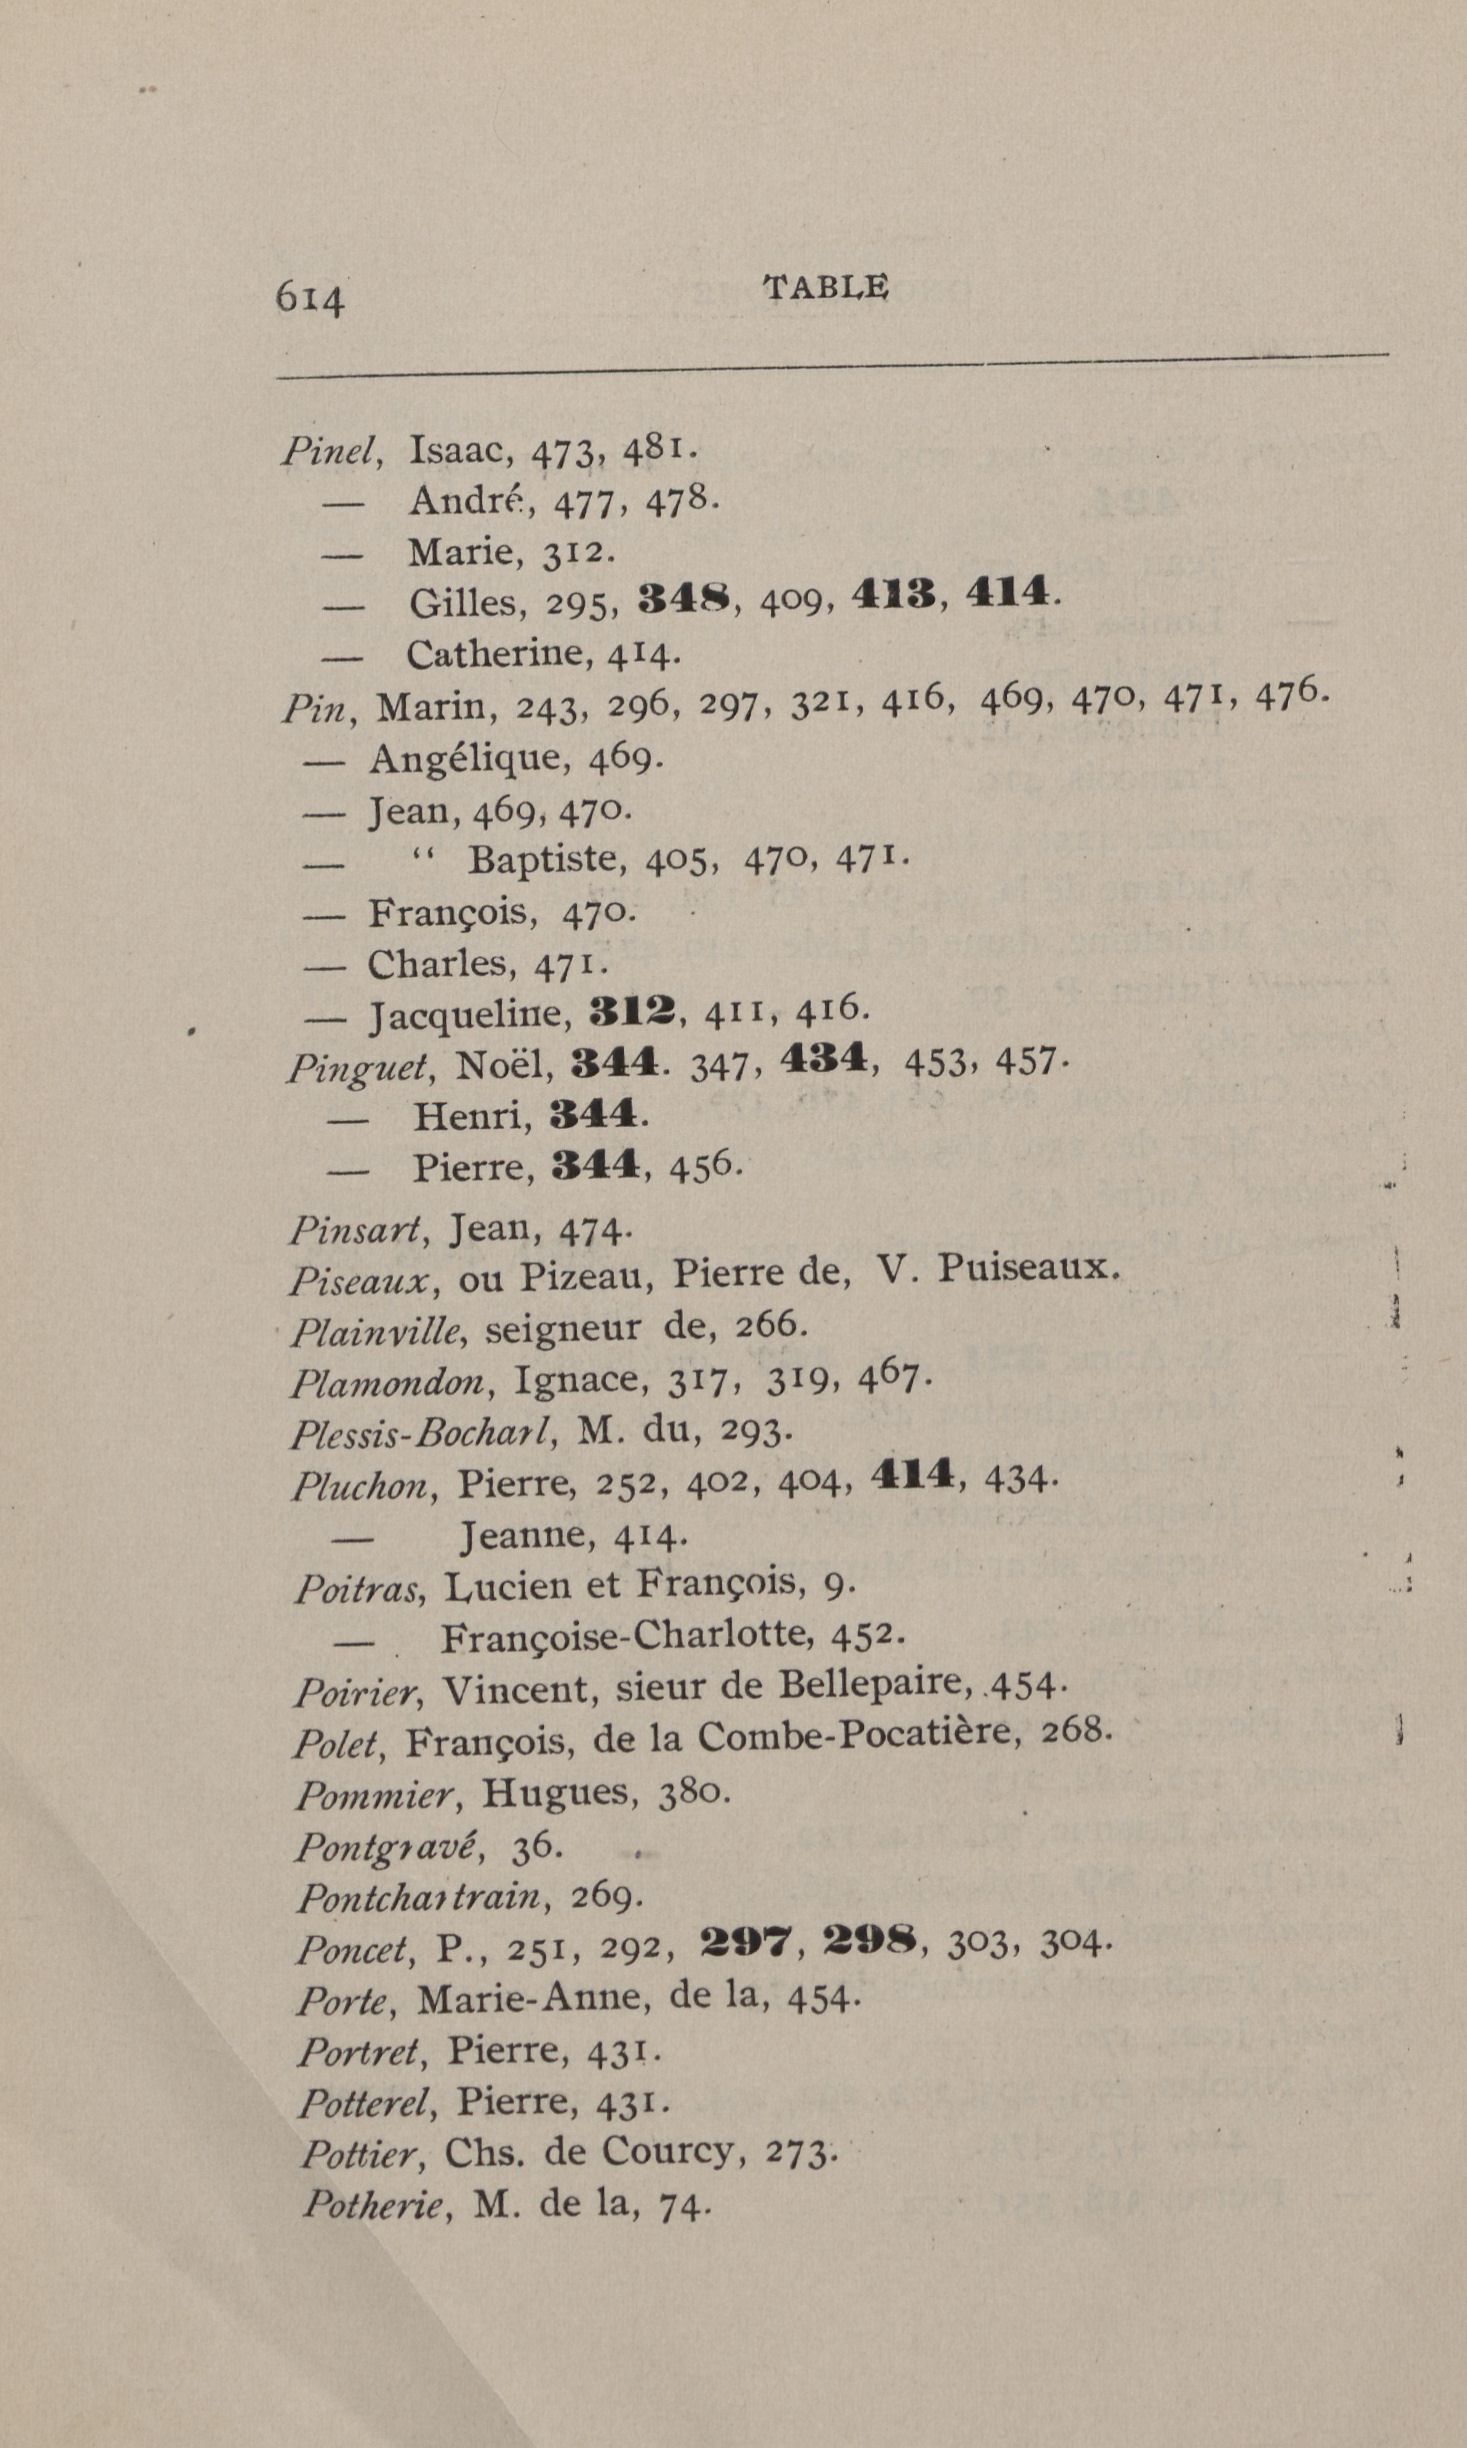 614
TABLE
Pinel, Isaac, 473, 481.
— André, 477, 478.
— Marie, 312.
— Gilles, 295, 348, 409, 413, 414.
— Catherine, 414.
Pin, Marin, 243, 296, 297, 321, 416, 469, 470, 471, 476.
— Angélique, 469.
— Jean, 469, 470.
— “ Baptiste, 405, 470, 471.
— François, 470.
— Charles, 471.
— Jacqueline, 312, 411, 416.
Pinguet, Noël, 344. 347, 434, 453, 457.
— Henri, 344.
— Pierre, 344, 456.
Pinsart, Jean, 474.
Piseaux, ou Pizeau, Pierre de, V. Puiseaux.
Plainville, seigneur de, 266.
Plamondon, Ignace, 317, 319, 467.
Plessis-Bocharl, M. du, 293.
Pluchon, Pierre, 252, 402, 404, 414, 434.
— Jeanne, 414.
Poitras, Lucien et François, 9.
— Françoise-Charlotte, 452.
Poirier, Vincent, sieur de Bellepaire, 454.
Polet, François, de la Combe-Pocatière, 268.
Pommier, Hugues, 380.
Pontgravé, 36.
Pontchartrain, 269.
Poncet, P., 251, 292, 297, 298, 303, 304.
Porte, Marie-Anne, de la, 454.
Portret, Pierre, 431.
Potterel, Pierre, 431.
Pottier, Chs. de Courcy, 273.
Potherie, M. de la, 74.